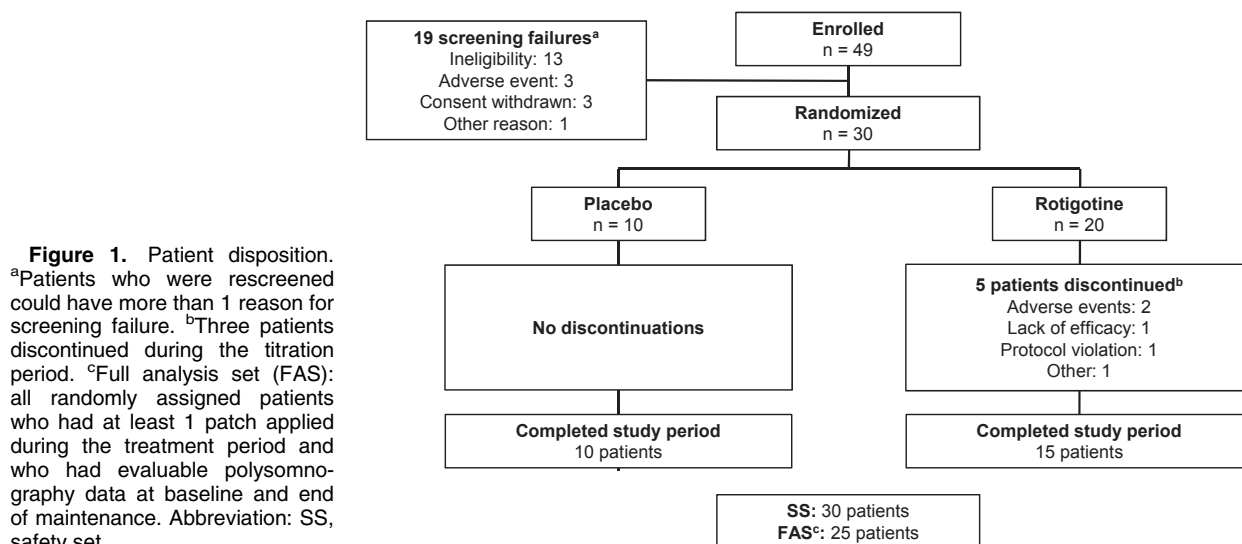 19 screening failuresa
Ineligibility: 13
Adverse event: 3
Consent withdrawn: 3
Other reason: 1
Enrolled
n = 49
Randomized
n = 30
Placebo
n = 10
Rotigotine
n = 20
No discontinuations
5 patients discontinuedb
Adverse events: 2
Lack of efficacy: 1
Protocol violation: 1
Other: 1
Completed study period
10 patients
Completed study period
15 patients
SS: 30 patients
FASc: 25 patients
Figure 1. Patient disposition.
aPatients who were rescreened
could have more than 1 reason for
screening failure. bThree patients
discontinued during the titration
period. cFull analysis set (FAS):
all randomly assigned patients
who had at least 1 patch applied
during the treatment period and
who had evaluable polysomno-
graphy data at baseline and end
of maintenance. Abbreviation: SS,
safety set